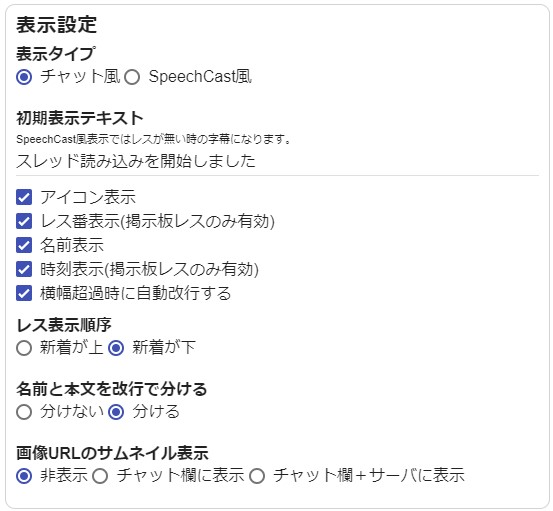 表示設定
表示タイプ
チャット風 SpeechCast風
初期表示テキスト
SpeechCast風表示ではレスが無い時の字幕になります。
スレッド読み込みを開始しました
アイコン表示
レス番表示(掲示板レスのみ有効)
名前表示
時刻表示(掲示板レスのみ有効)
横幅超過時に自動改行する
レス表示順序
新着が上 新着が下
名前と本文を改行で分ける
分けない 分ける
画像URLのサムネイル表示
非表示 チャット欄に表示 チャット欄＋サーバに表示